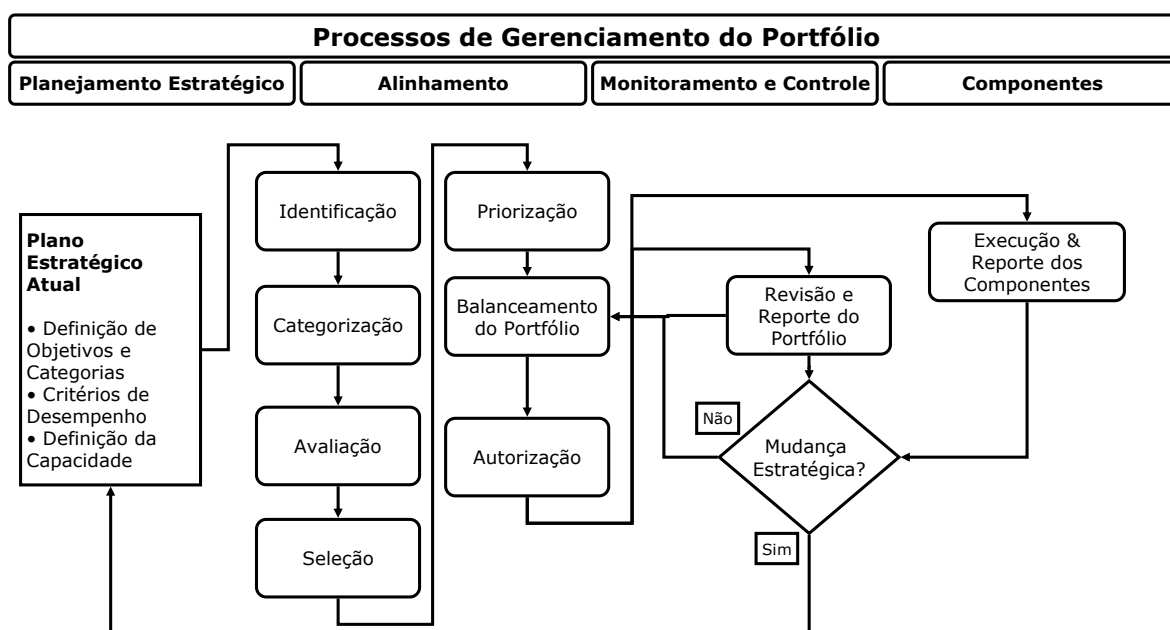 Processos de Gerenciamento do Portfólio
Planejamento Estratégico
Alinhamento
Monitoramento e Controle
Componentes
Plano
Estratégico
Atual
• Definição de
Objetivos e
Categorias
• Critérios de
Desempenho
• Definição da
Capacidade
Identificação
Categorização
Avaliação
Seleção
Priorização
Balanceamento
do Portfólio
Autorização
Revisão e
Reporte do
Portfólio
Não
Mudança
Estratégica?
Sim
Execução &
Reporte dos
Componentes